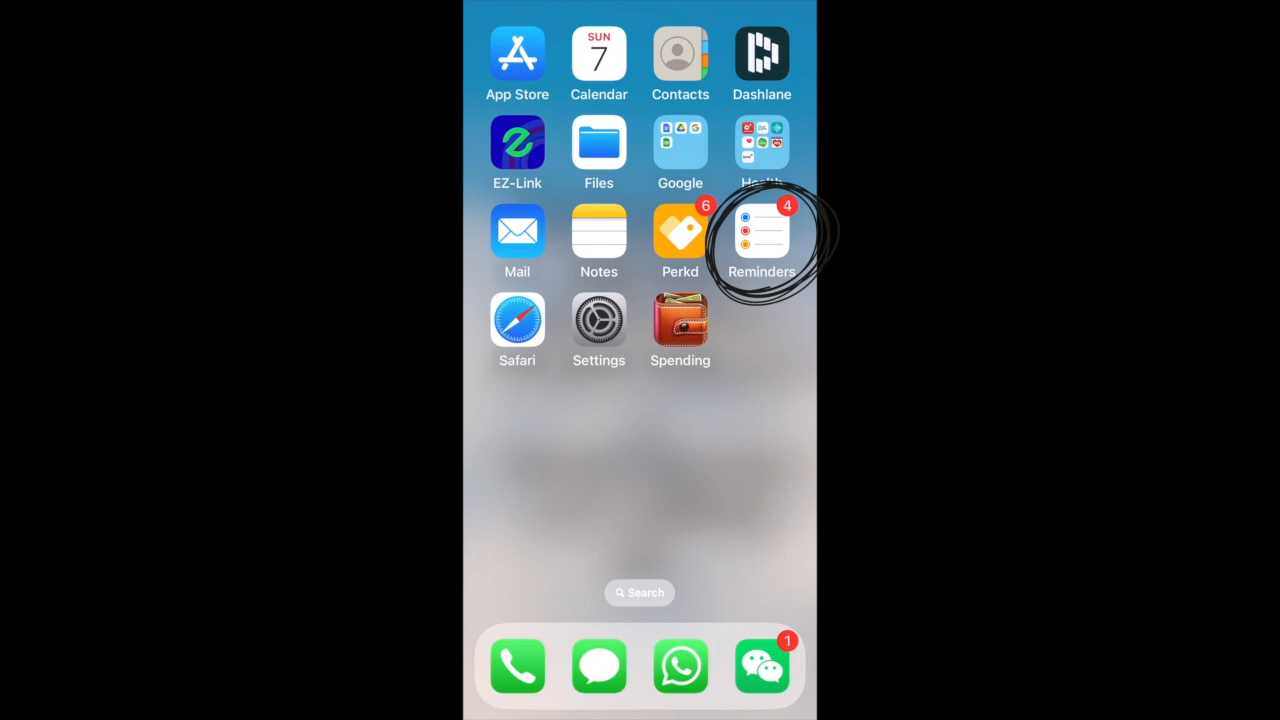 SUN
7
App Store Calendar Contacts Dashlane
EZ-Link Files Google Health
6 4
Mail Notes Perkd Reminders
Safari Settings Spending
Search
1